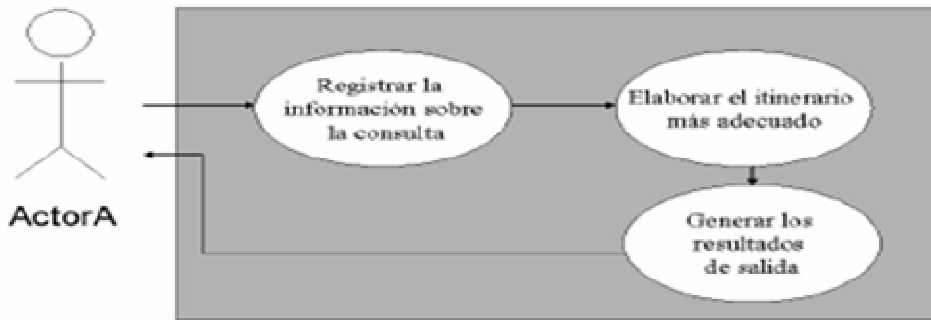 ActorA
Registrar la
información sobre
la consulta
Elaborar el itinerario
más adecuado
Generar los
resultados
de salida